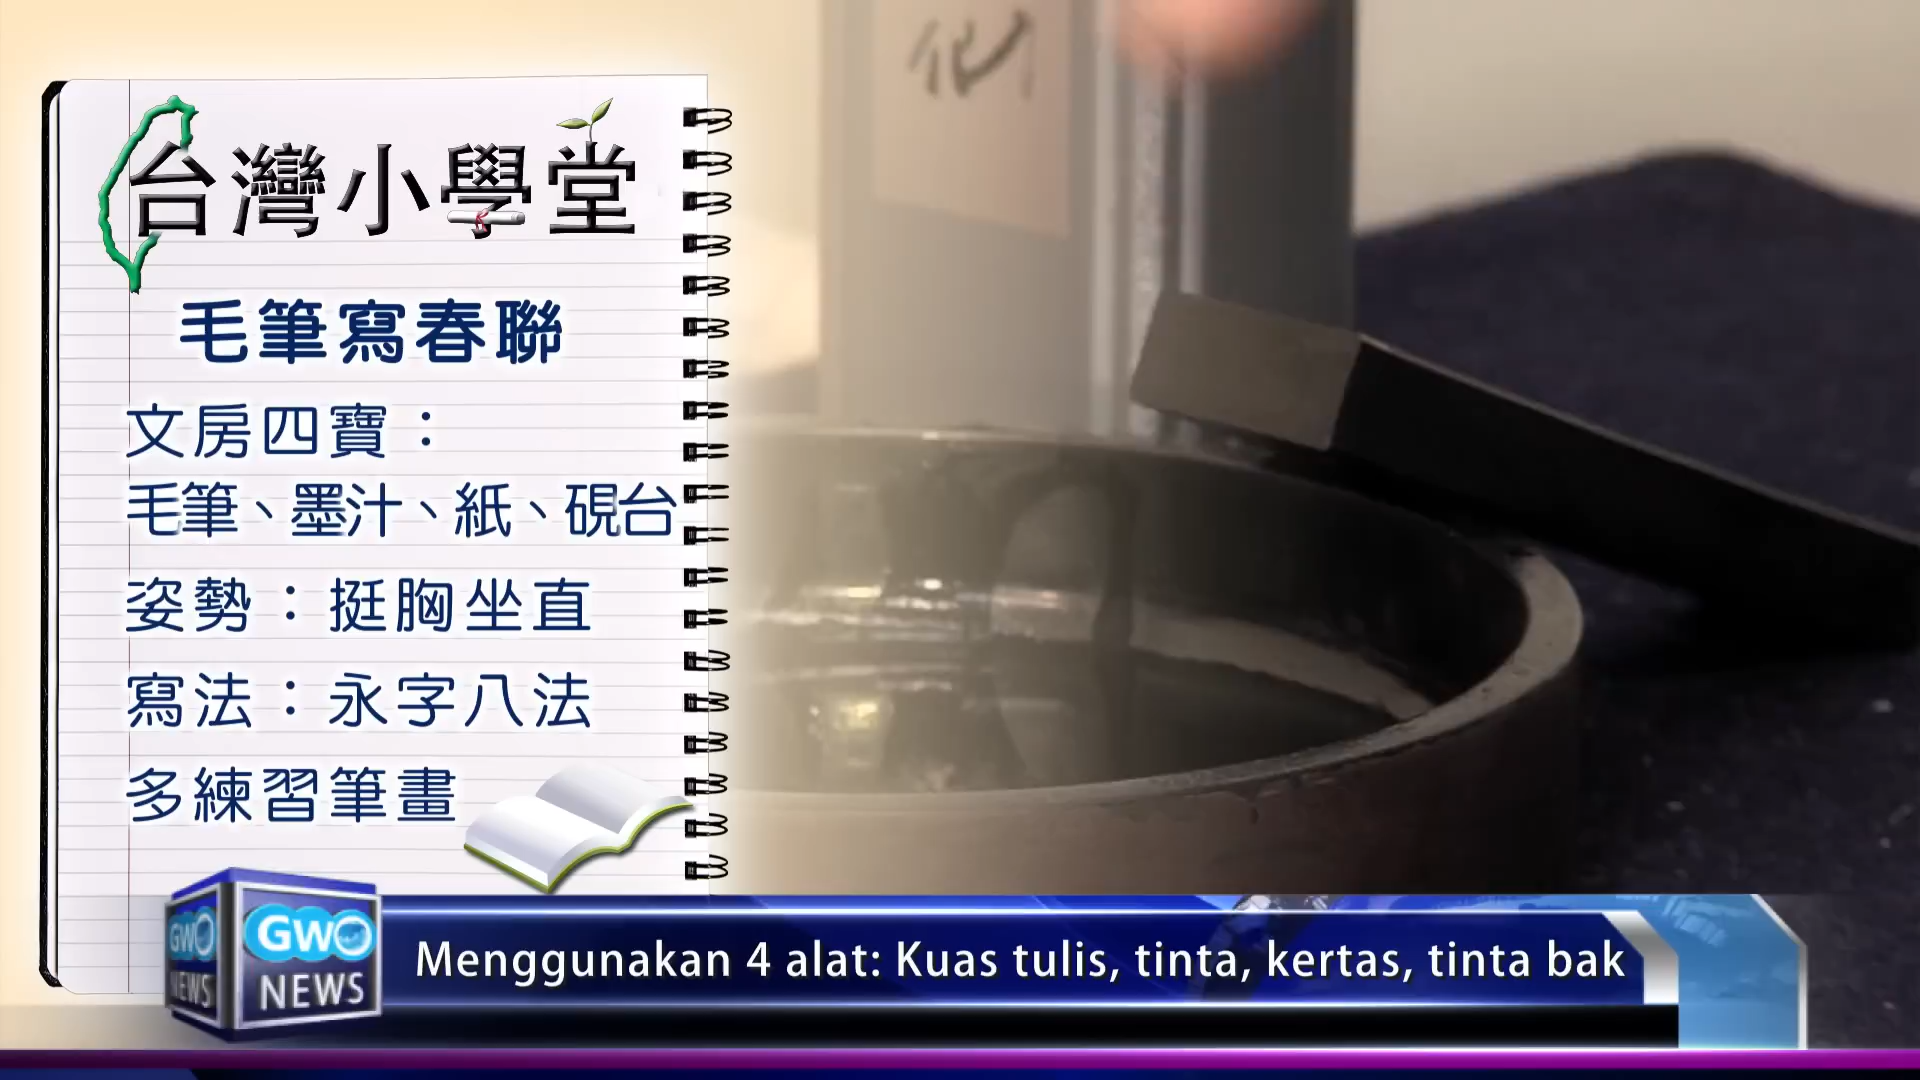 台灣小學堂
毛筆寫春聯
文房四寶：
毛筆、墨汁、紙、硯台
姿勢：挺胸坐直
寫法：永字八法
多練習筆畫
GWO
NEWS
GWO
NEWS
Menggunakan 4 alat: Kuas tulis, tinta, kertas, tinta bak